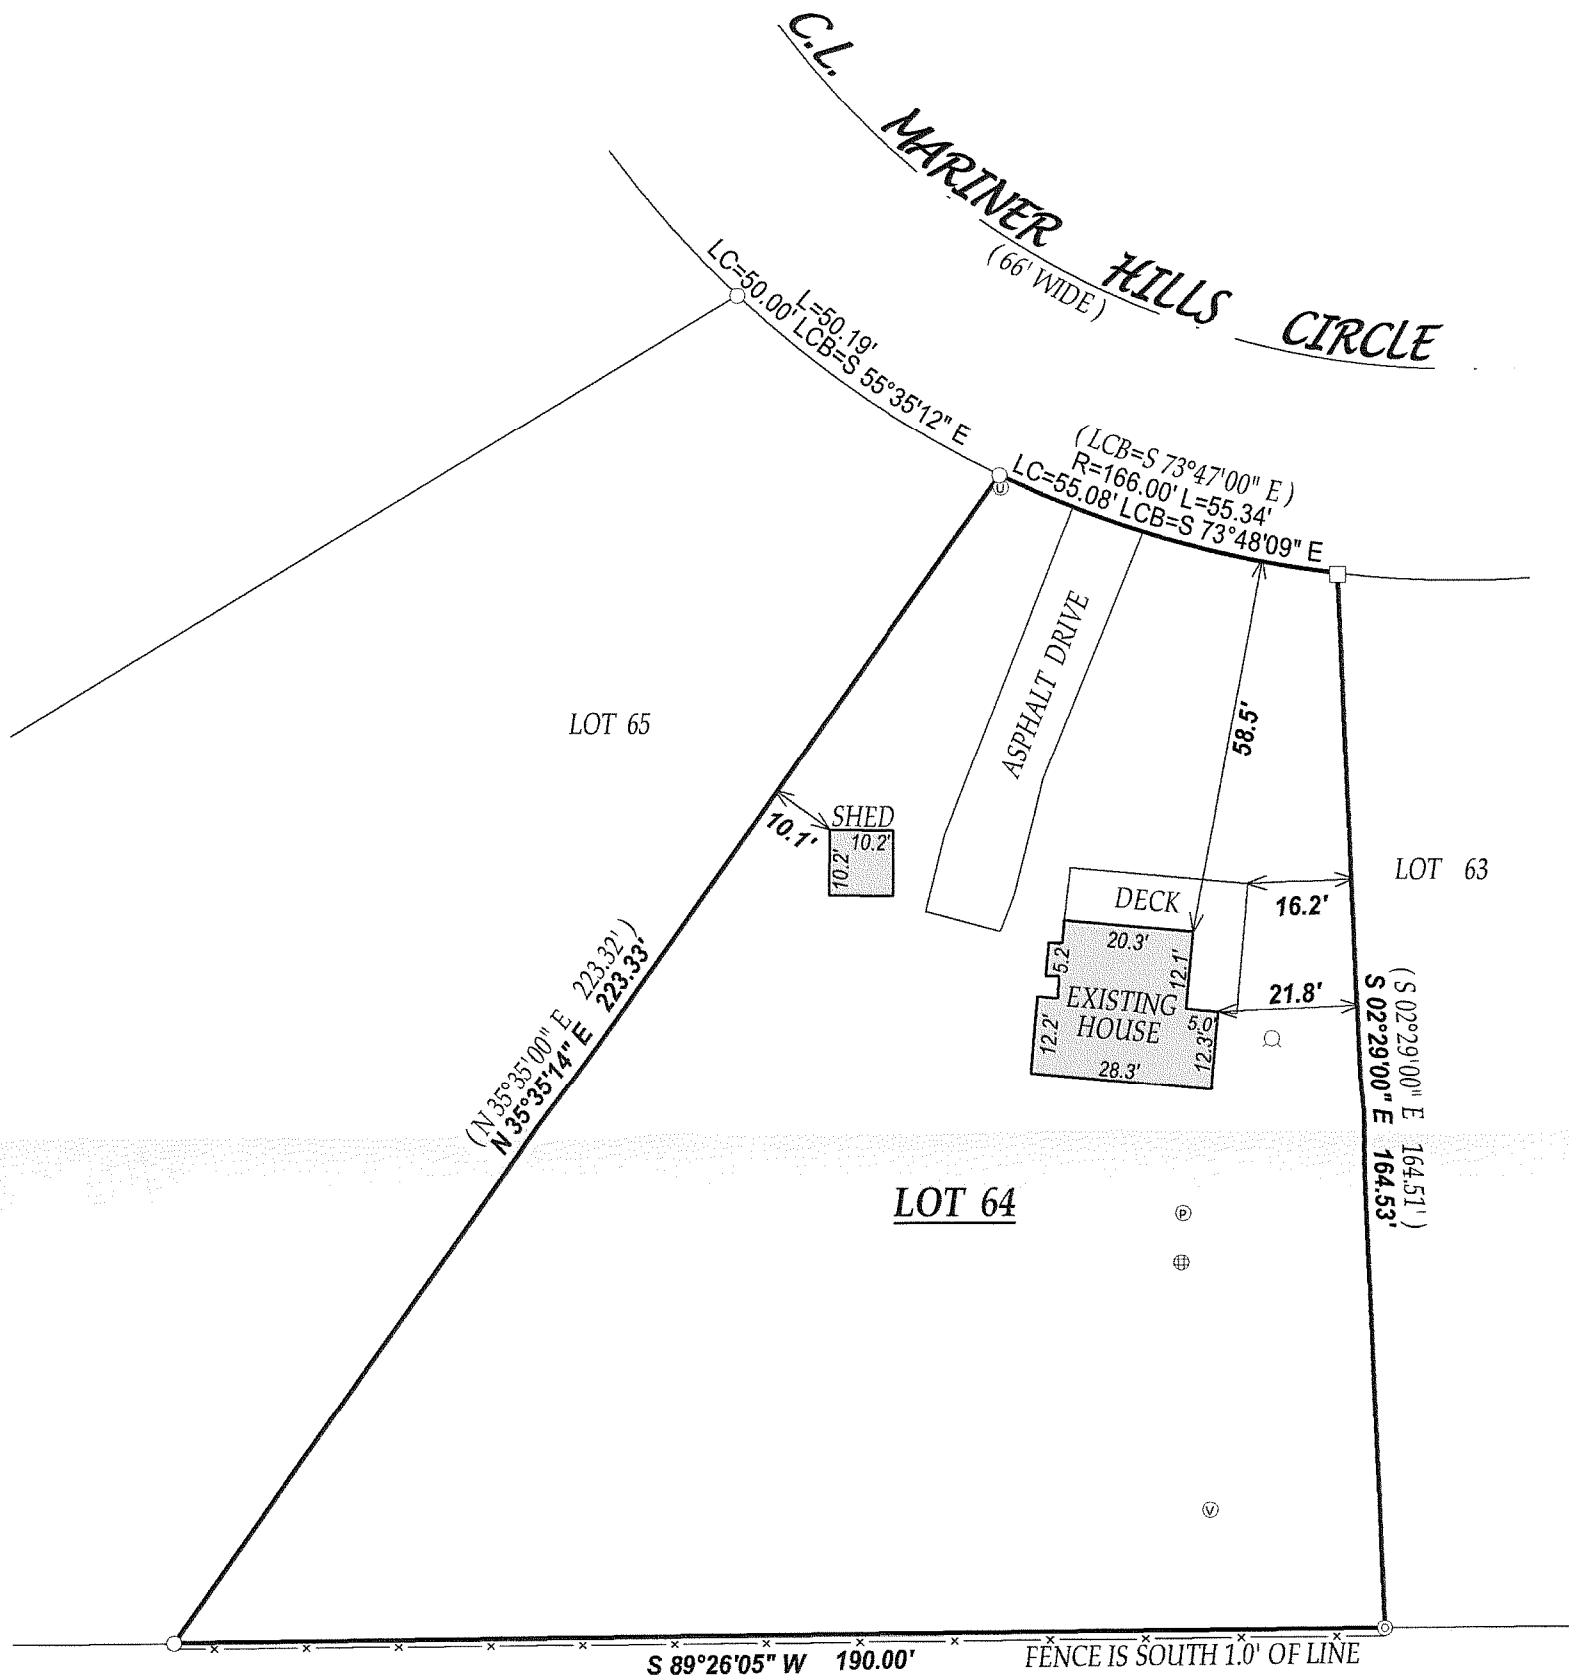 C.L. MARINER HILLS CIRCLE
( 66' WIDE )
L=50.19'
LC=50.00' LCB=S 55°35'12" E
( LCB=S 73°47'00" E )
R=166.00' L=55.34'
LC=55.08' LCB=S 73°48'09" E
U
ASPHALT DRIVE
58.5'
LOT 65
SHED
10.1'
10.2'
10.2'
LOT 63
DECK
16.2'
20.3'
5.2'
12.1'
EXISTING
HOUSE
21.8'
5.0'
12.2'
12.3'
28.3'
( N 35°35'00" E 223.32' )
N 35°35'14" E 223.33'
( S 02°29'00" E 164.51' )
S 02°29'00" E 164.53'
LOT 64
P
V
FENCE IS SOUTH 1.0' OF LINE
S 89°26'05" W 190.00'